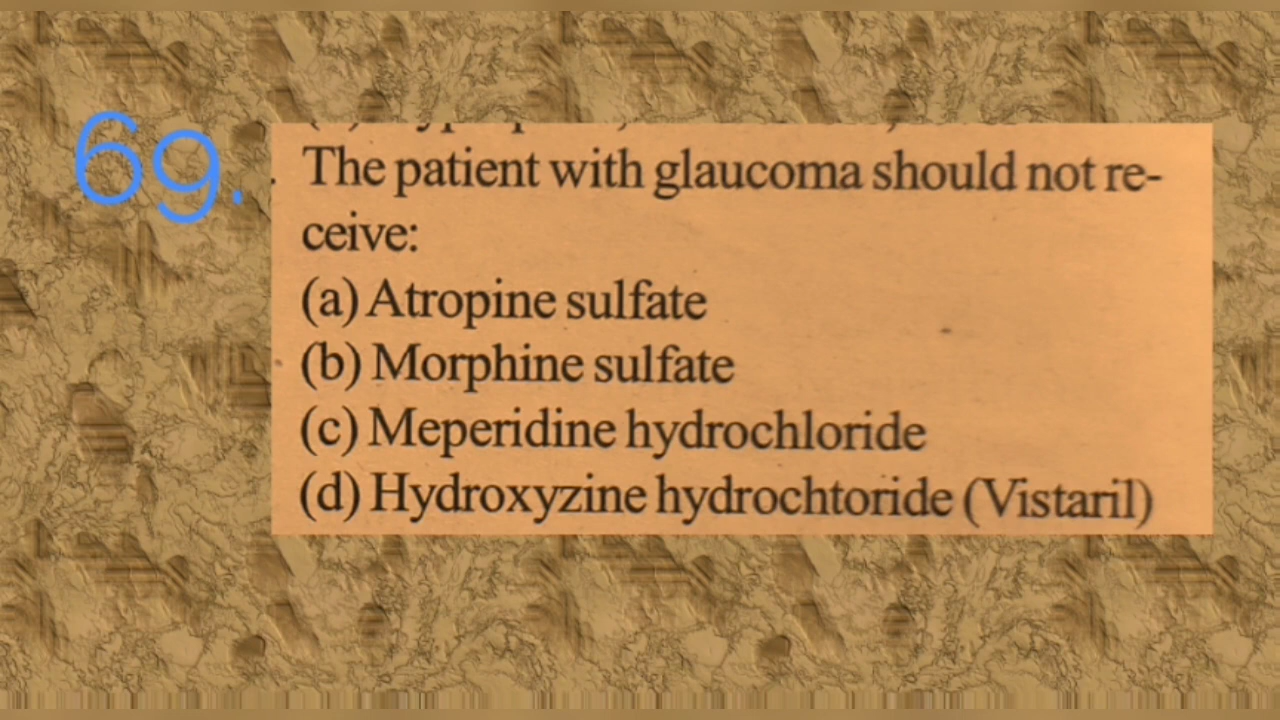 69.
The patient with glaucoma should not re-
ceive:
(a) Atropine sulfate
(b) Morphine sulfate
(c) Meperidine hydrochloride
(d) Hydroxyzine hydrochtoride (Vistaril)